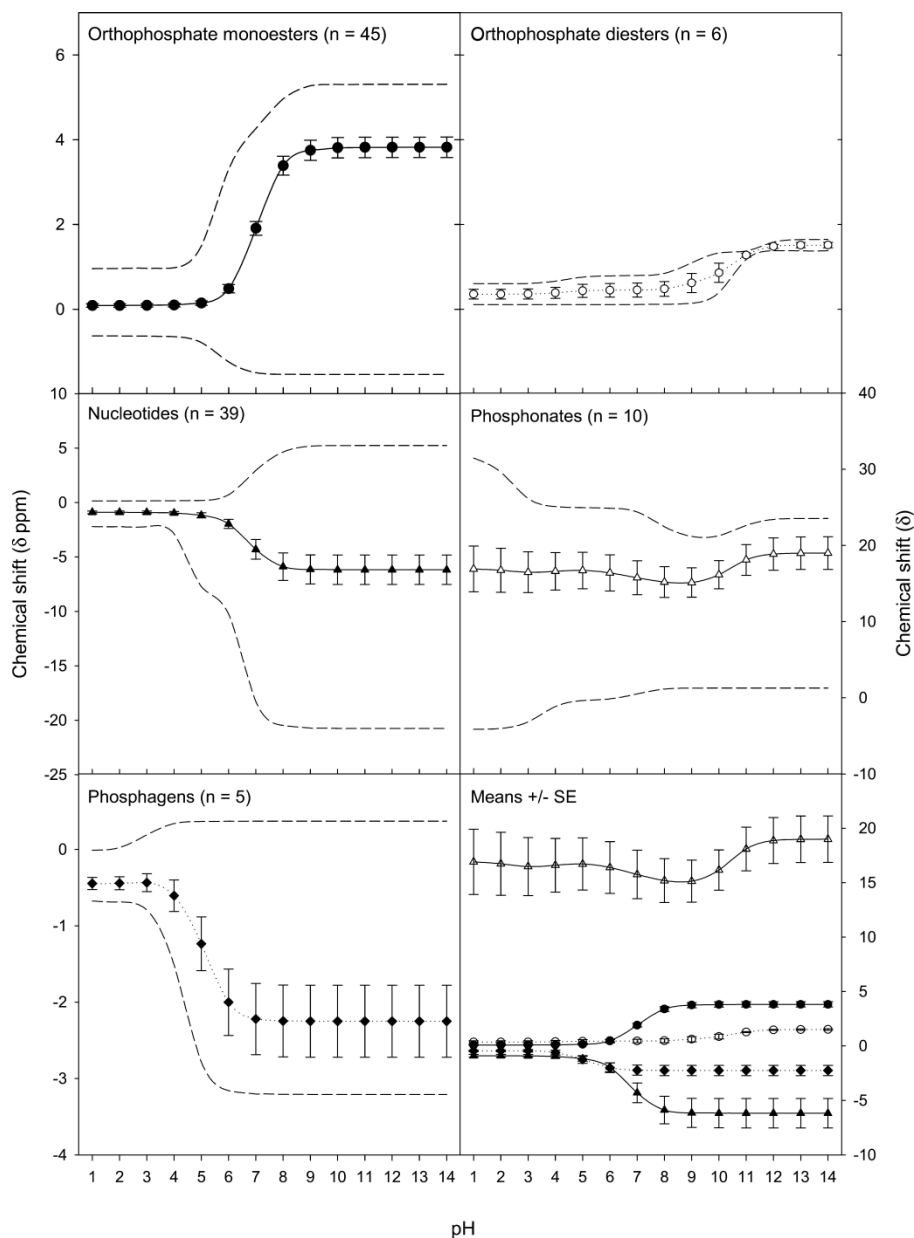 Orthophosphate monoesters (n = 45)
Orthophosphate diesters (n = 6)
6
4
2
0
10
40
Nucleotides (n = 39)
Phosphonates (n = 10)
5
0
-5
-10
-15
-20
-25
30
20
10
0
-10
Chemical shift (δ ppm)
Chemical shift (δ)
Phosphagens (n = 5)
Means +/- SE
0
-1
-2
-3
-4
20
15
10
5
0
-5
-10
1 2 3 4 5 6 7 8 9 10 11 12 13 14
1 2 3 4 5 6 7 8 9 10 11 12 13 14
pH